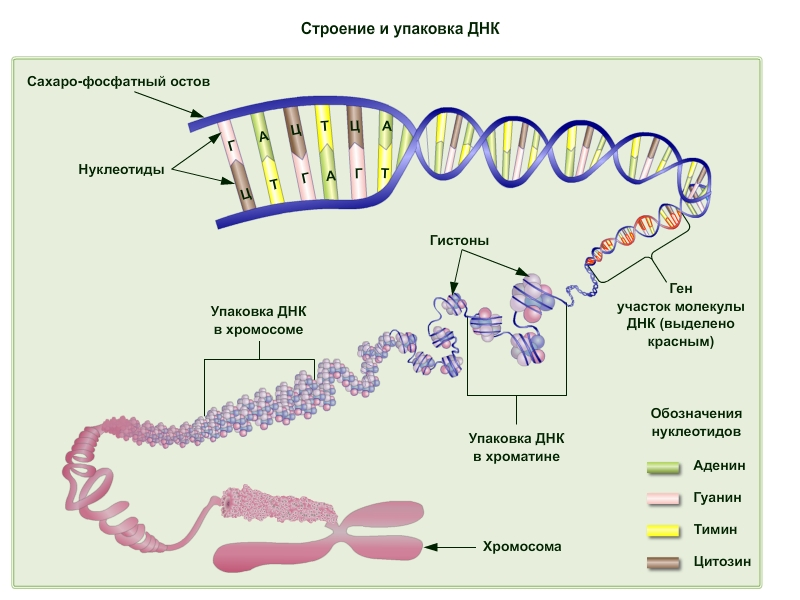 Строение и упаковка ДНК
Сахаро-фосфатный остов
Г А Ц Т Ц А
Нуклеотиды
Ц Т Г А Г Т
Гистоны
Ген
участок молекулы
ДНК (выделено
красным)
Упаковка ДНК
в хромосоме
Упаковка ДНК
в хроматине
Обозначения
нуклеотидов
Аденин
Гуанин
Тимин
Цитозин
Хромосома